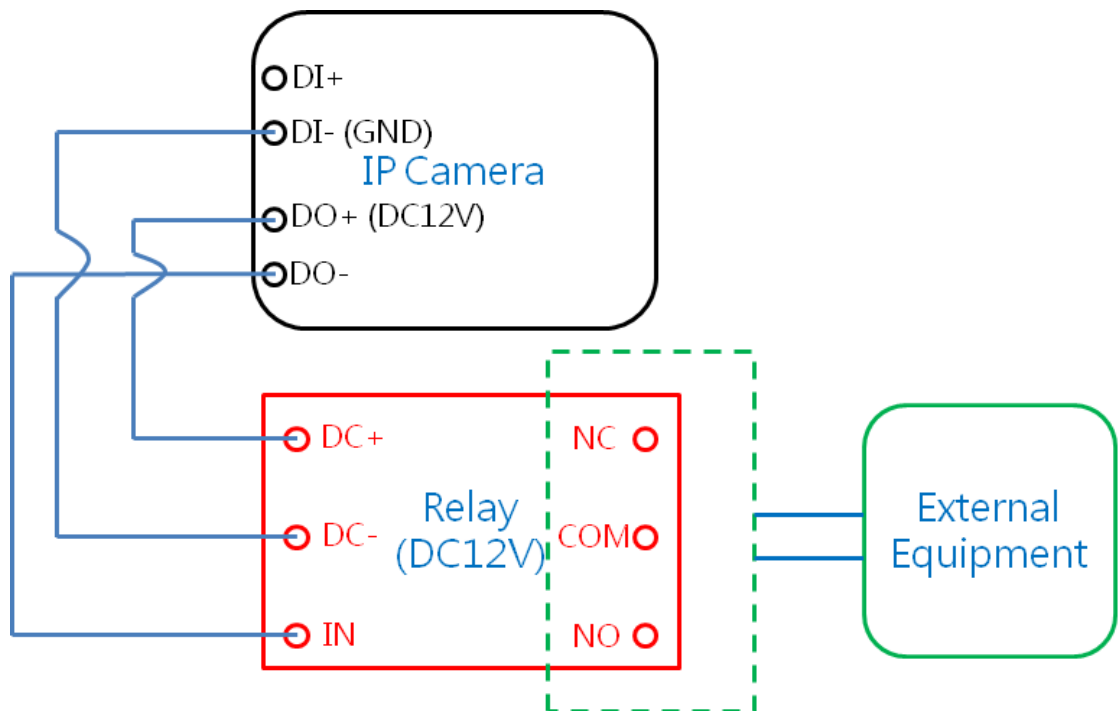 DI+
DI- (GND)
IP Camera
DO+ (DC12V)
DO-
DC+
NC
DC-
Relay
(DC12V)
COM
IN
NO
External
Equipment